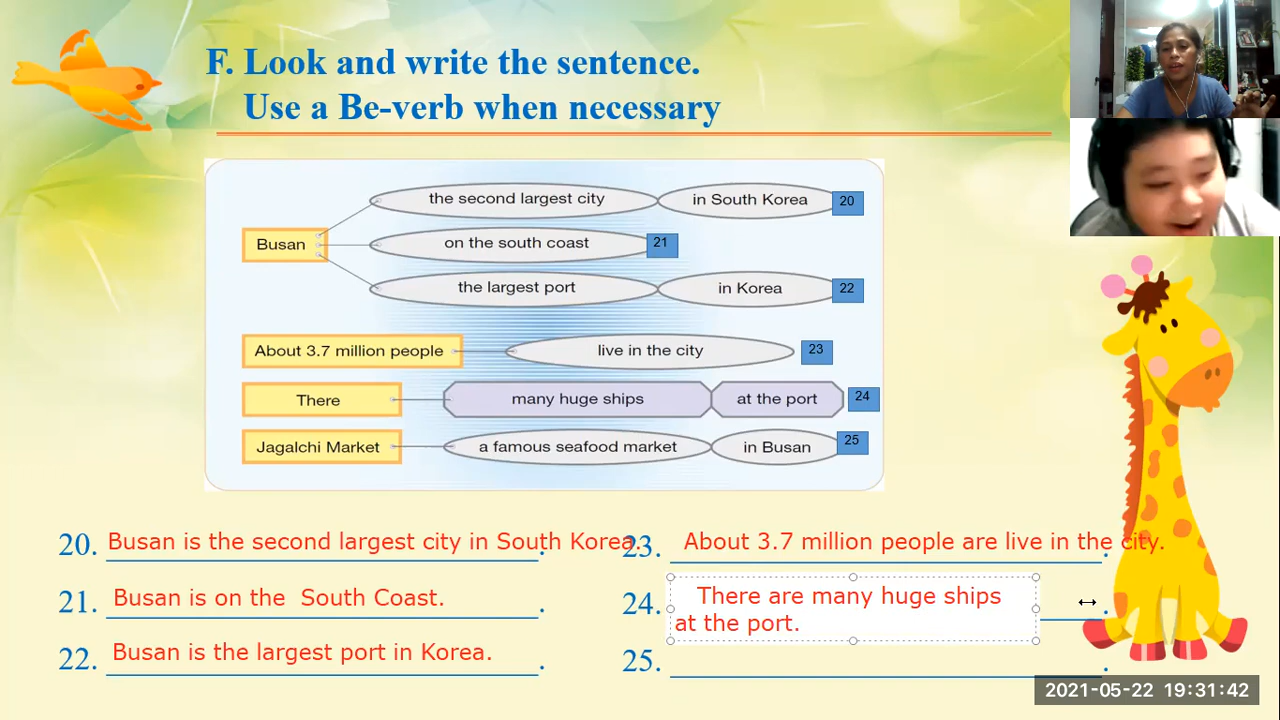 F. Look and write the sentence.
Use a Be-verb when necessary
the second largest city
in South Korea
20
Busan
on the south coast
21
the largest port
in Korea
22
About 3.7 million people
live in the city
23
There
many huge ships
at the port
24
Jagalchi Market
a famous seafood market
in Busan
25
20. Busan is the second largest city in South Korea. .
21. Busan is on the  South Coast. .
22. Busan is the largest port in Korea. .
23. About 3.7 million people are live in the city. .
24. There are many huge ships
at the port. .
25. .
2021-05-22 19:31:42